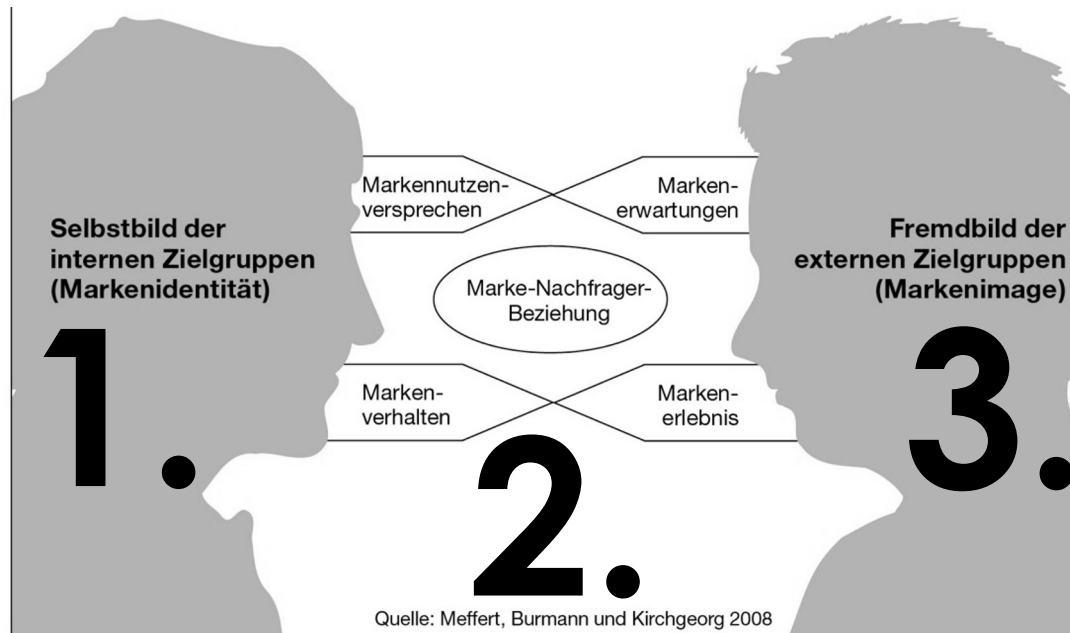 Markennutzen-
versprechen
Marken-
erwartungen
Selbstbild der
internen Zielgruppen
(Markenidentität)
Marke-Nachfrager-
Beziehung
Fremdbild der
externen Zielgruppen
(Markenimage)
Marken-
verhalten
Marken-
erlebnis
1.
2.
3.
Quelle: Meffert, Burmann und Kirchgeorg 2008